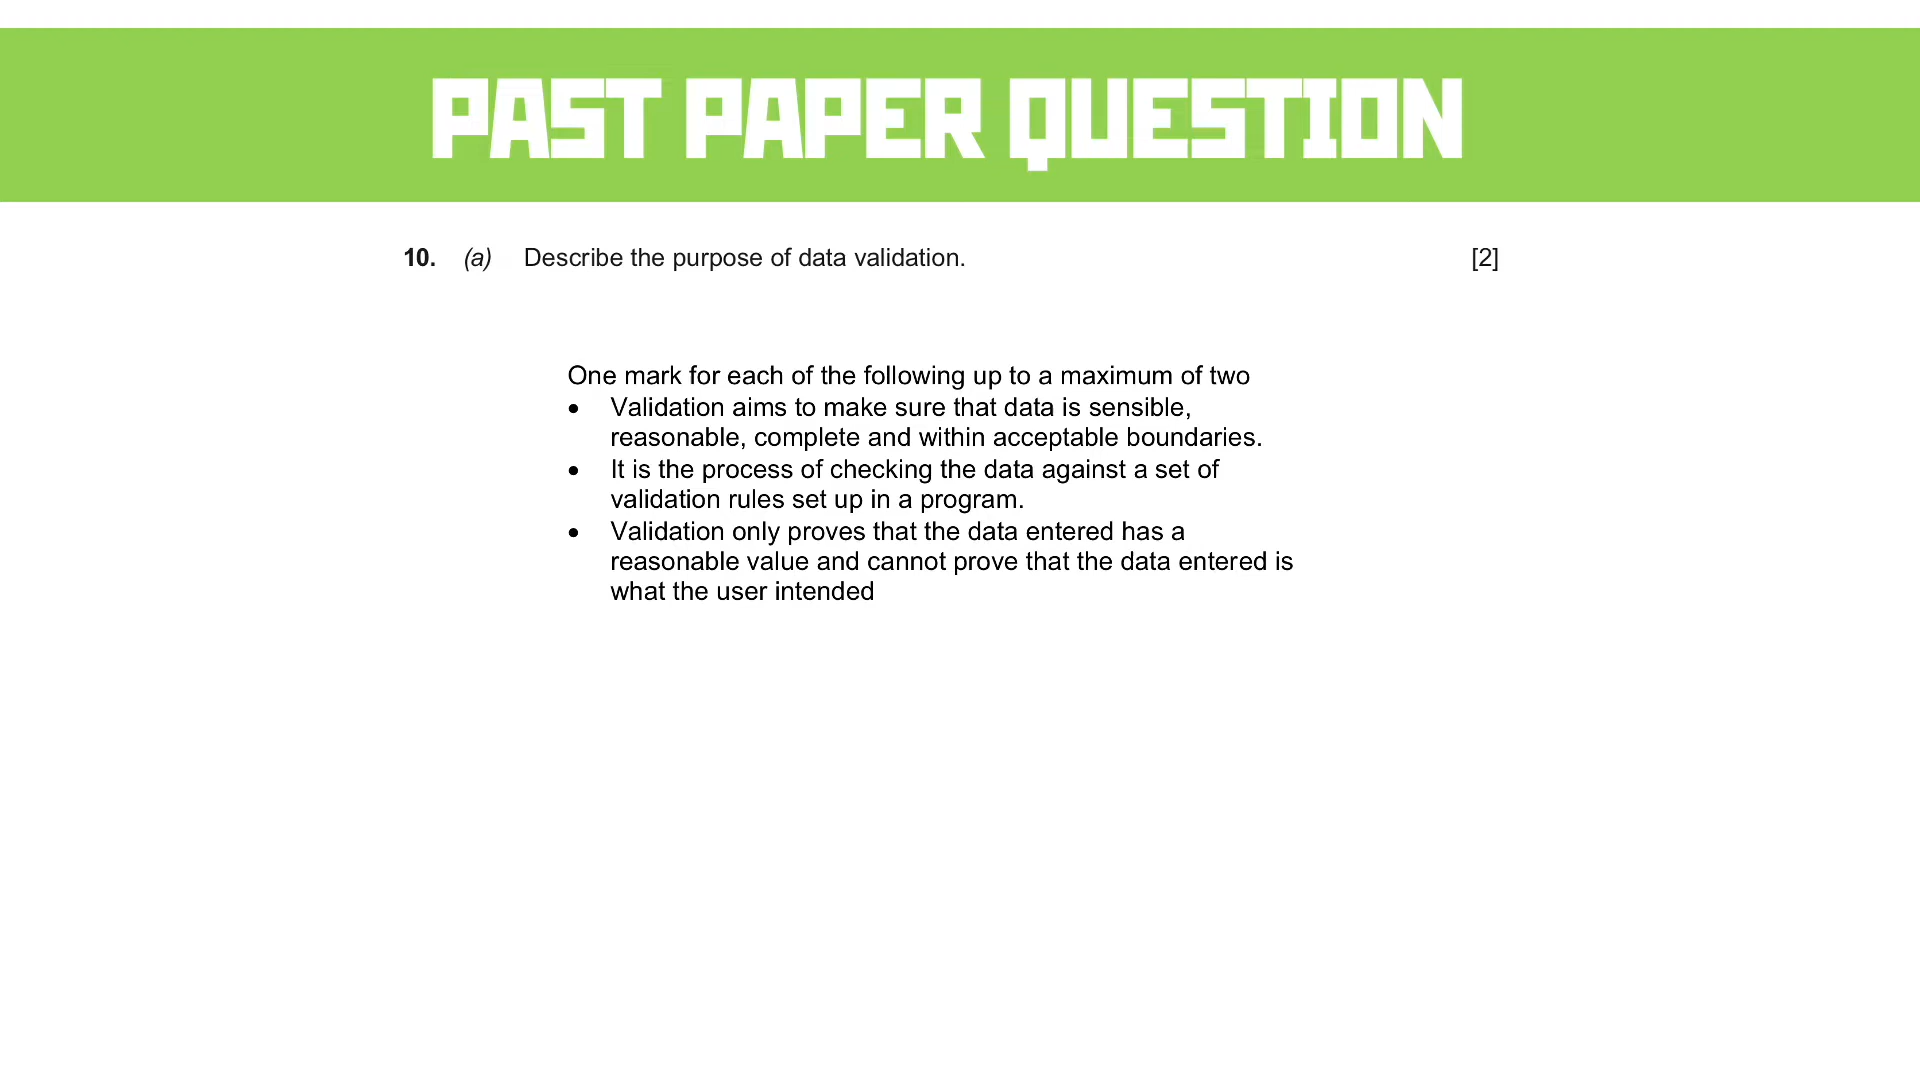 PAST PAPER QUESTION
10. (a) Describe the purpose of data validation. [2]
One mark for each of the following up to a maximum of two
• Validation aims to make sure that data is sensible,
reasonable, complete and within acceptable boundaries.
• It is the process of checking the data against a set of
validation rules set up in a program.
• Validation only proves that the data entered has a
reasonable value and cannot prove that the data entered is
what the user intended